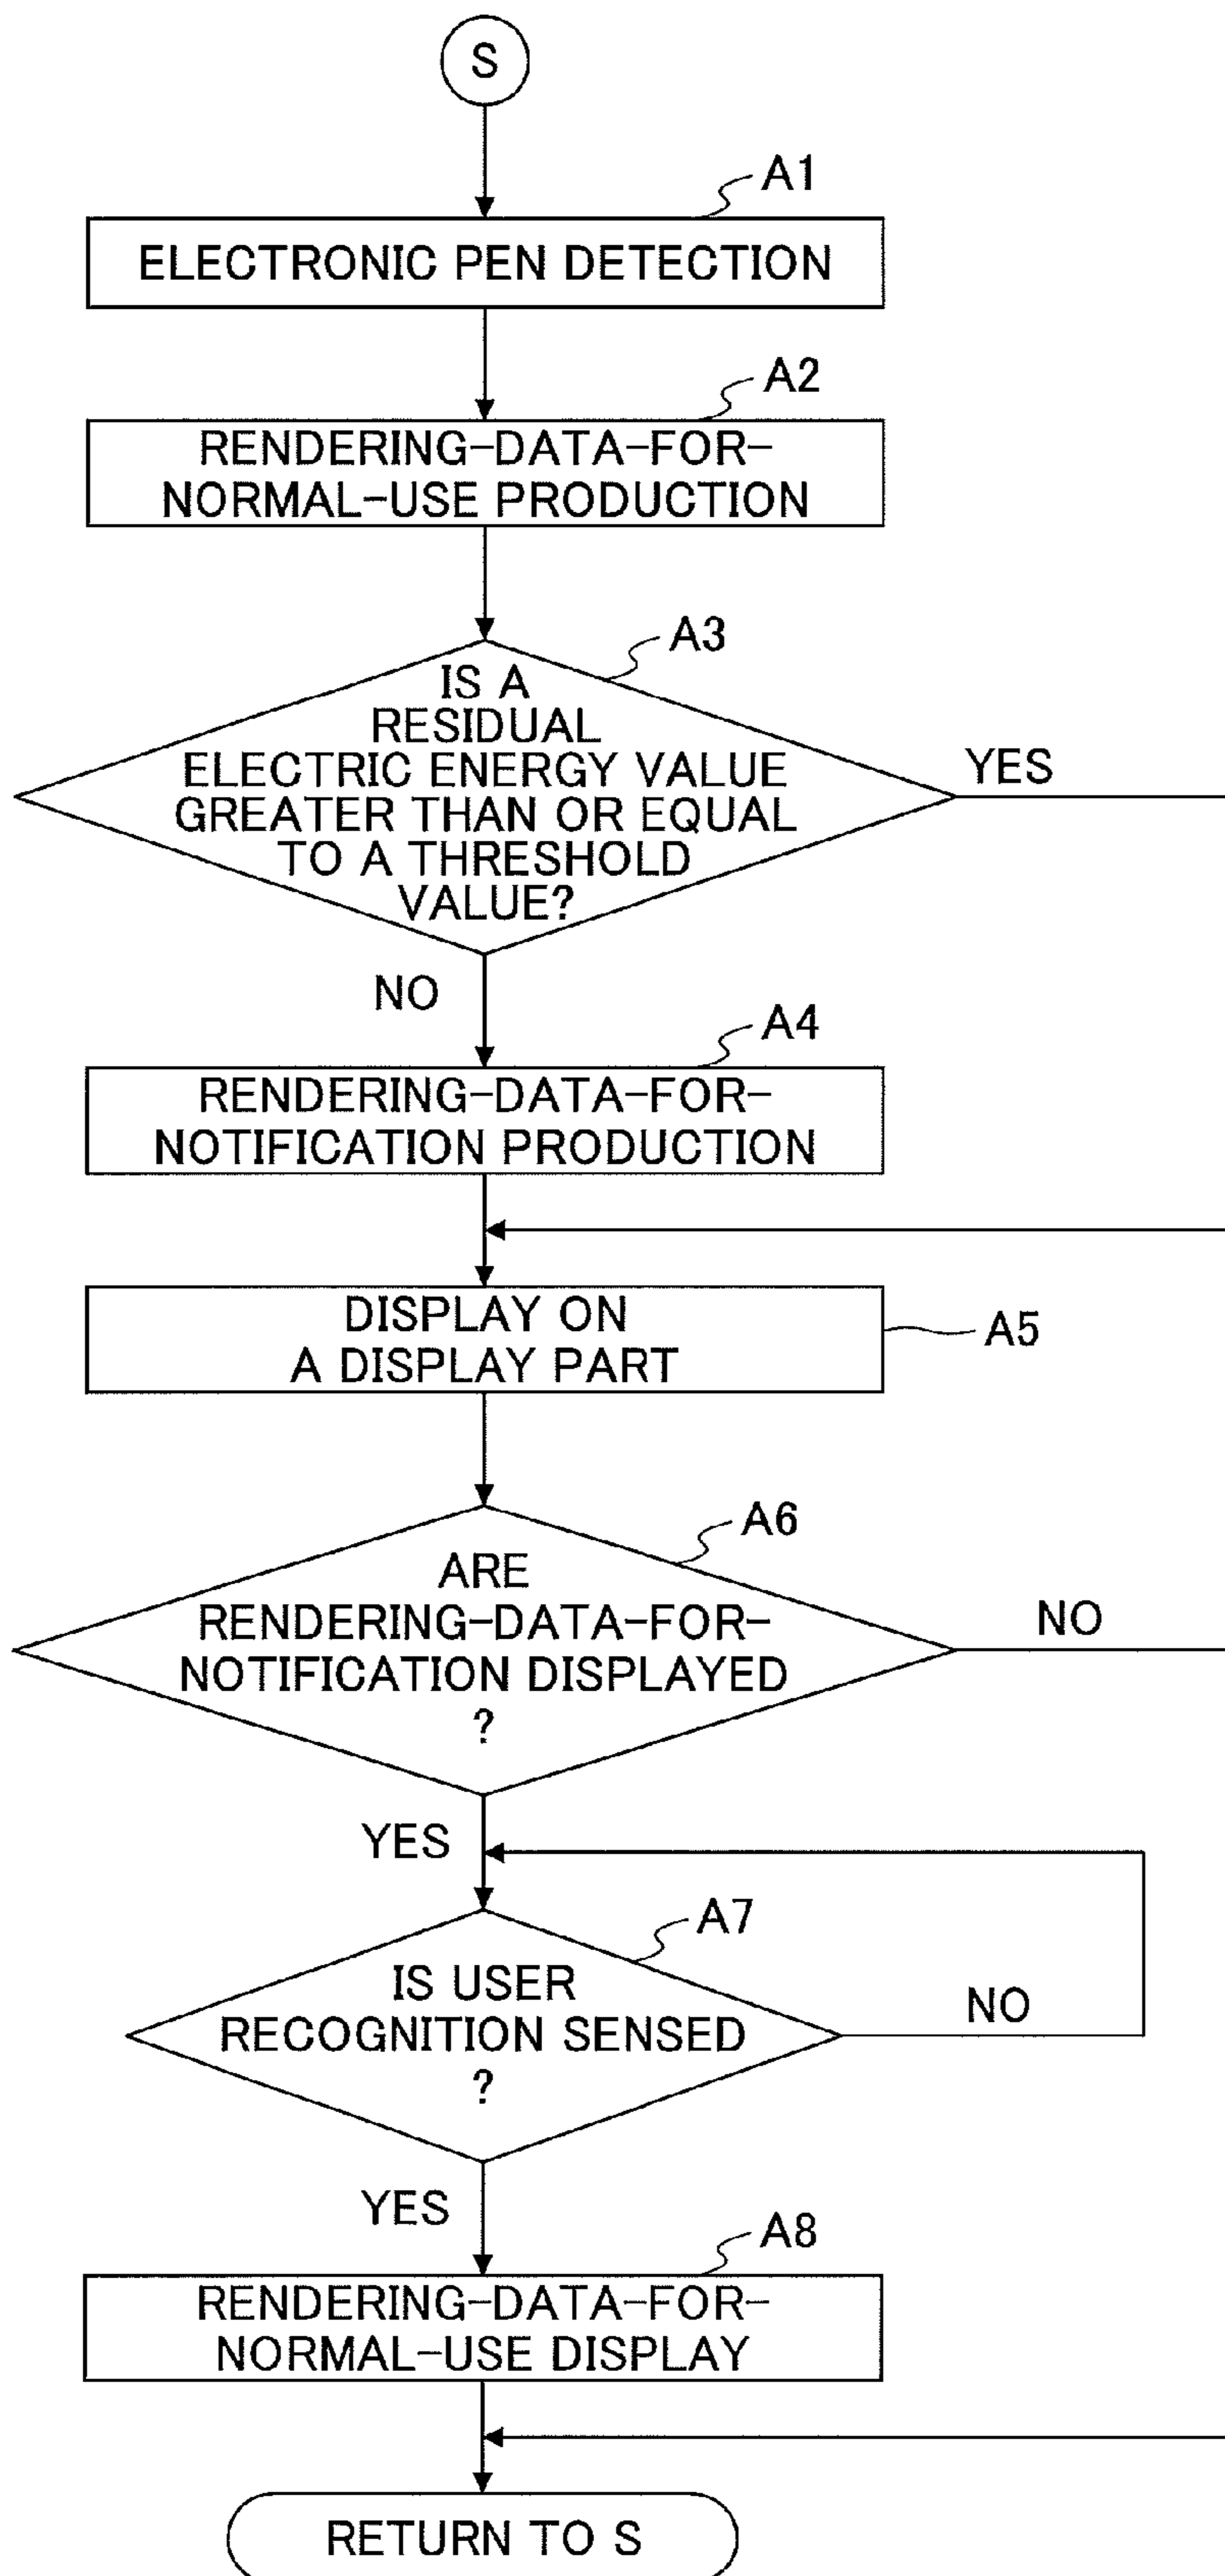 S
A1
ELECTRONIC PEN DETECTION
A2
RENDERING-DATA-FOR-
NORMAL-USE PRODUCTION
A3
IS A
RESIDUAL
ELECTRIC ENERGY VALUE
GREATER THAN OR EQUAL
TO A THRESHOLD
VALUE?
YES
NO
A4
RENDERING-DATA-FOR-
NOTIFICATION PRODUCTION
DISPLAY ON
A DISPLAY PART
A5
A6
ARE
RENDERING-DATA-FOR-
NOTIFICATION DISPLAYED
?
NO
YES
A7
IS USER
RECOGNITION SENSED
?
NO
YES
A8
RENDERING-DATA-FOR-
NORMAL-USE DISPLAY
RETURN TO S